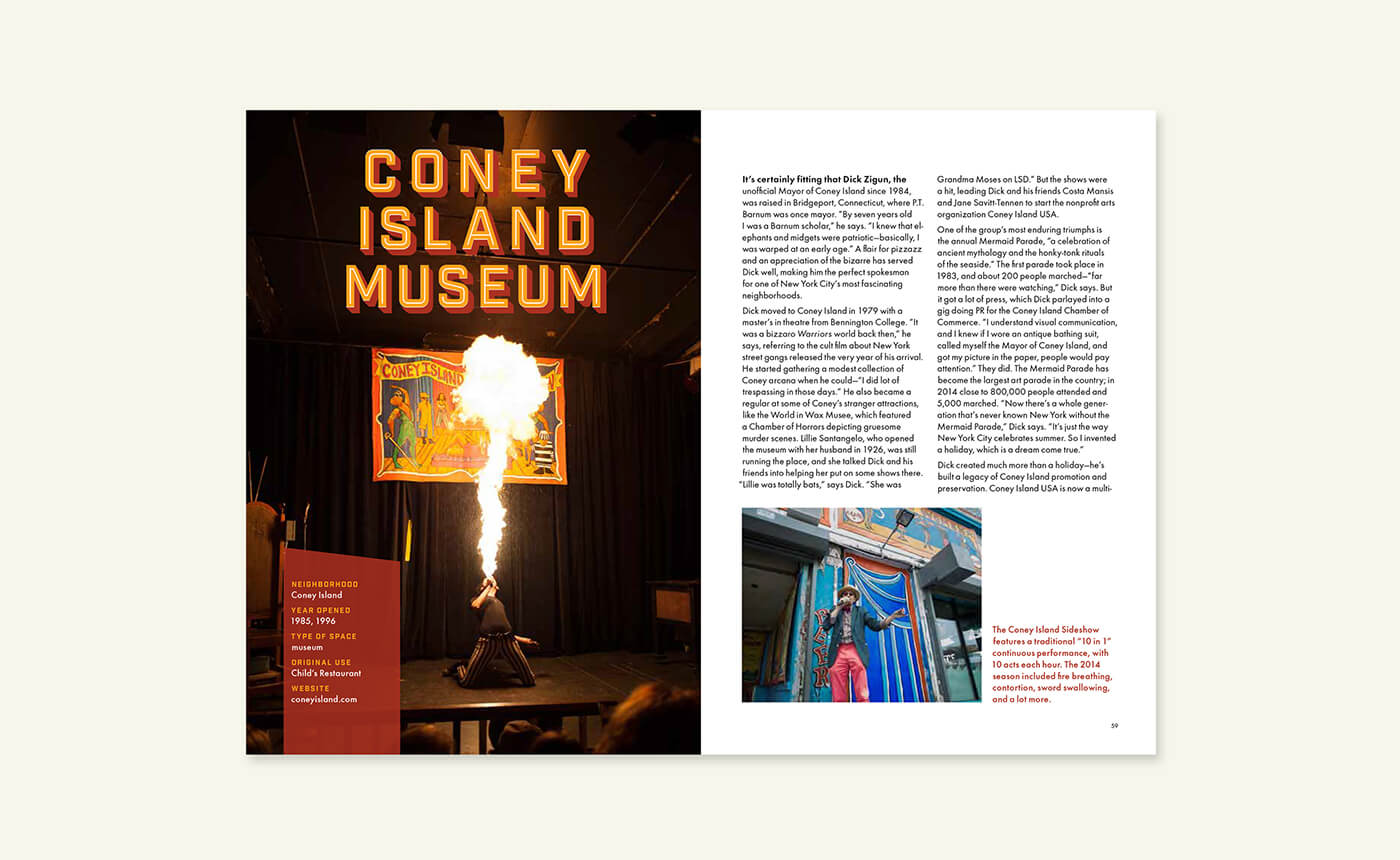 CONEY
ISLAND
MUSEUM
CONEY ISLAND
NEIGHBORHOOD
Coney Island
YEAR OPENED
1985, 1996
TYPE OF SPACE
museum
ORIGINAL USE
Child's Restaurant
WEBSITE
coneyisland.com
It's certainly fitting that Dick Zigun, the
unofficial Mayor of Coney Island since 1984,
was raised in Bridgeport, Connecticut, where P.T.
Barnum was once mayor. "By seven years old
I was a Barnum scholar," he says. "I knew that el-
ephants and midgets were patriotic—basically, I
was warped at an early age." A flair for pizzazz
and an appreciation of the bizarre has served
Dick well, making him the perfect spokesman
for one of New York City's most fascinating
neighborhoods.
Dick moved to Coney Island in 1979 with a
master's in theatre from Bennington College. "It
was a bizzaro Warriors world back then," he
says, referring to the cult film about New York
street gangs released the very year of his arrival.
He started gathering a modest collection of
Coney arcana when he could—"I did lot of
trespassing in those days." He also became a
regular at some of Coney's stranger attractions,
like the World in Wax Musee, which featured
a Chamber of Horrors depicting gruesome
murder scenes. Lillie Santangelo, who opened
the museum with her husband in 1926, was still
running the place, and she talked Dick and his
friends into helping her put on some shows there.
"Lillie was totally bats," says Dick. "She was
Grandma Moses on LSD." But the shows were
a hit, leading Dick and his friends Costa Mansis
and Jane Savitt-Tennen to start the nonprofit arts
organization Coney Island USA.
One of the group's most enduring triumphs is
the annual Mermaid Parade, "a celebration of
ancient mythology and the honky-tonk rituals
of the seaside." The first parade took place in
1983, and about 200 people marched—"far
more than there were watching," Dick says. But
it got a lot of press, which Dick parlayed into a
gig doing PR for the Coney Island Chamber of
Commerce. "I understand visual communication,
and I knew if I wore an antique bathing suit,
called myself the Mayor of Coney Island, and
got my picture in the paper, people would pay
attention." They did. The Mermaid Parade has
become the largest art parade in the country; in
2014 close to 800,000 people attended and
5,000 marched. "Now there's a whole gener-
ation that's never known New York without the
Mermaid Parade," Dick says. "It's just the way
New York City celebrates summer. So I invented
a holiday, which is a dream come true."
Dick created much more than a holiday—he's
built a legacy of Coney Island promotion and
preservation. Coney Island USA is now a multi-
BEER
The Coney Island Sideshow
features a traditional "10 in 1"
continuous performance, with
10 acts each hour. The 2014
season included fire breathing,
contortion, sword swallowing,
and a lot more.
59